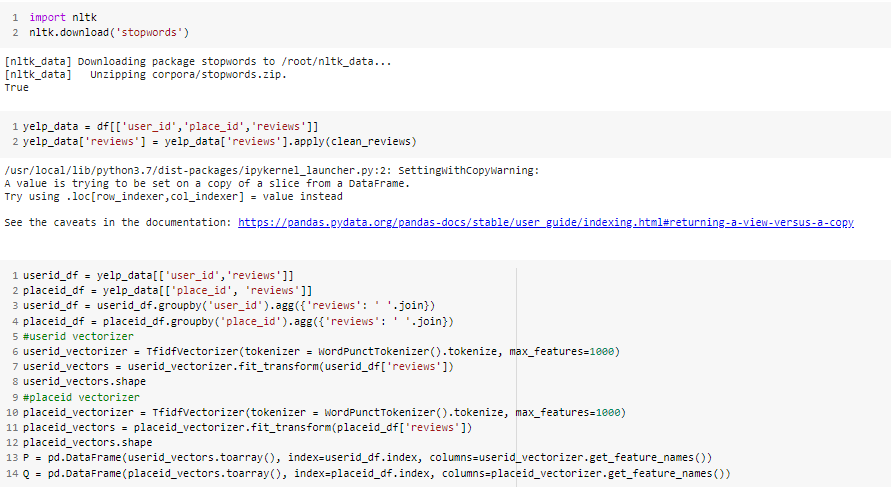 1 import nltk
2 nltk.download('stopwords')
[nltk_data] Downloading package stopwords to /root/nltk_data...
[nltk_data]   Unzipping corpora/stopwords.zip.
True
1 yelp_data = df[['user_id','place_id','reviews']]
2 yelp_data['reviews'] = yelp_data['reviews'].apply(clean_reviews)
/usr/local/lib/python3.7/dist-packages/ipykernel_launcher.py:2: SettingWithCopyWarning:
A value is trying to be set on a copy of a slice from a DataFrame.
Try using .loc[row_indexer,col_indexer] = value instead
See the caveats in the documentation: https://pandas.pydata.org/pandas-docs/stable/user_guide/indexing.html#returning-a-view-versus-a-copy
1 userid_df = yelp_data[['user_id','reviews']]
2 placeid_df = yelp_data[['place_id', 'reviews']]
3 userid_df = userid_df.groupby('user_id').agg({'reviews': ' '.join})
4 placeid_df = placeid_df.groupby('place_id').agg({'reviews': ' '.join})
5 #userid vectorizer
6 userid_vectorizer = TfidfVectorizer(tokenizer = WordPunctTokenizer().tokenize, max_features=1000)
7 userid_vectors = userid_vectorizer.fit_transform(userid_df['reviews'])
8 userid_vectors.shape
9 #placeid vectorizer
10 placeid_vectorizer = TfidfVectorizer(tokenizer = WordPunctTokenizer().tokenize, max_features=1000)
11 placeid_vectors = placeid_vectorizer.fit_transform(placeid_df['reviews'])
12 placeid_vectors.shape
13 P = pd.DataFrame(userid_vectors.toarray(), index=userid_df.index, columns=userid_vectorizer.get_feature_names())
14 Q = pd.DataFrame(placeid_vectors.toarray(), index=placeid_df.index, columns=placeid_vectorizer.get_feature_names())